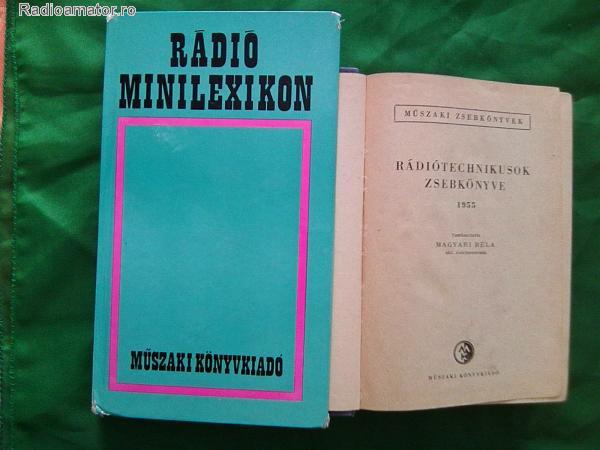 Radioamator.ro
RÁDIÓ
MINILEXIKON
MŰSZAKI KÖNYVKIADÓ
MŰSZAKI ZSEBKÖNYVEK
RÁDIÓTECHNIKUSOK
ZSEBKÖNYVE
1955
MAGYARI BÉLA
MŰSZAKI KÖNYVKIADÓ